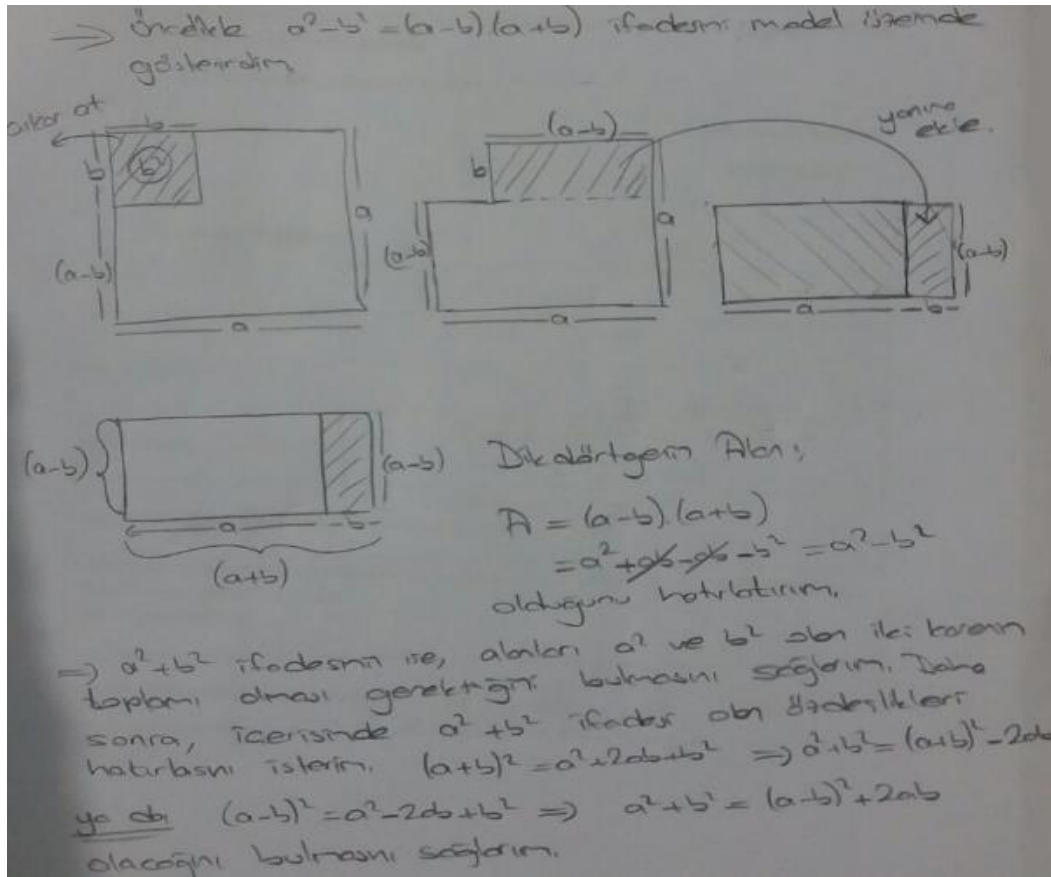 ⇒ Öncelikle a²-b² = (a-b)(a+b) ifadesini model üzerinde
gösterirdim.
çıkar at
b
b
b²
(a-b)
a
a
(a-b)
b
(a-b)
a
a
yanına
ekle.
(a-b)
a
b
(a-b)
a
b
(a+b)
(a-b)
Dikdörtgenin Alanı;
A = (a-b).(a+b)
= a²+ab-ab-b² = a²-b²
olduğunu hatırlatırım.
⇒ a²+b² ifadesinin ise, alanları a² ve b² olan iki karenin
toplamı olması gerektiğini bulmasını sağlarım. Daha
sonra, içerisinde a²+b² ifadesi olan özdeşlikleri
hatırlasını isterim. (a+b)² = a²+2ab+b² ⇒ a²+b² = (a+b)²-2ab
ya da (a-b)² = a²-2ab+b² ⇒ a²+b² = (a-b)²+2ab
olacağını bulmasını sağlarım.